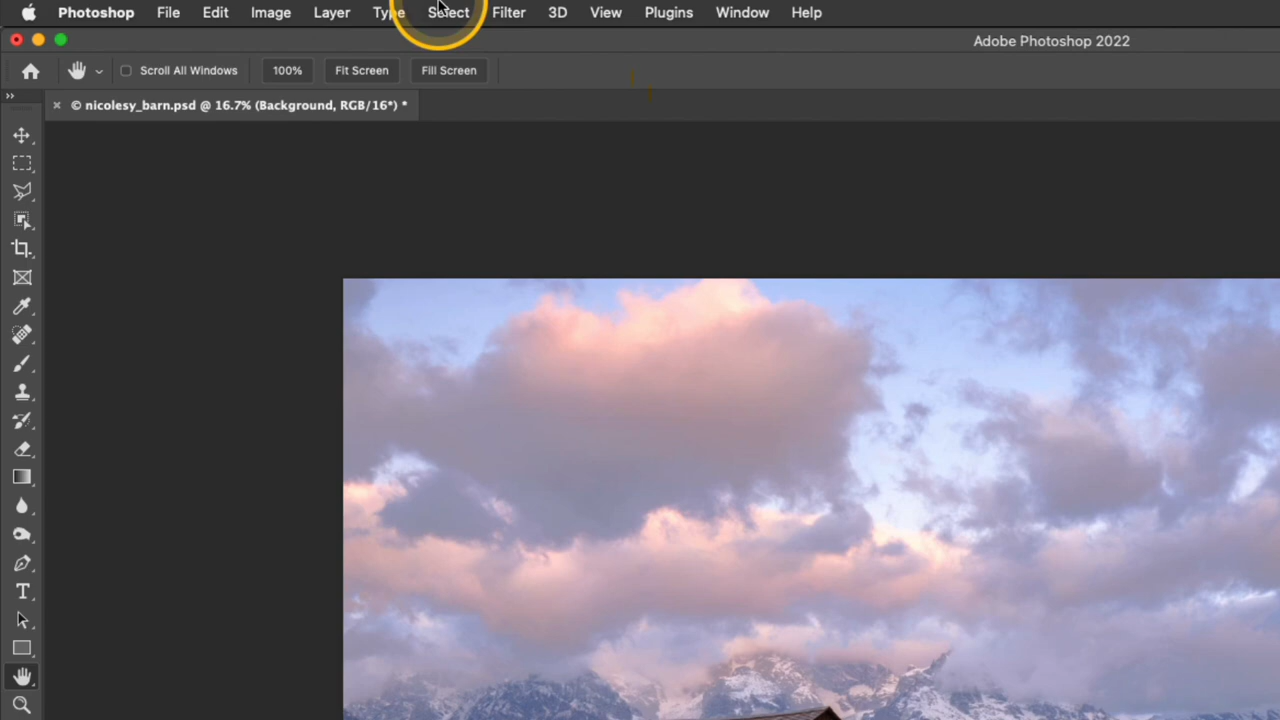 Photoshop File Edit Image Layer Type Select Filter 3D View Plugins Window Help
Adobe Photoshop 2022
Scroll All Windows 100% Fit Screen Fill Screen
× © nicolesy_barn.psd @ 16.7% (Background, RGB/16*) *
T